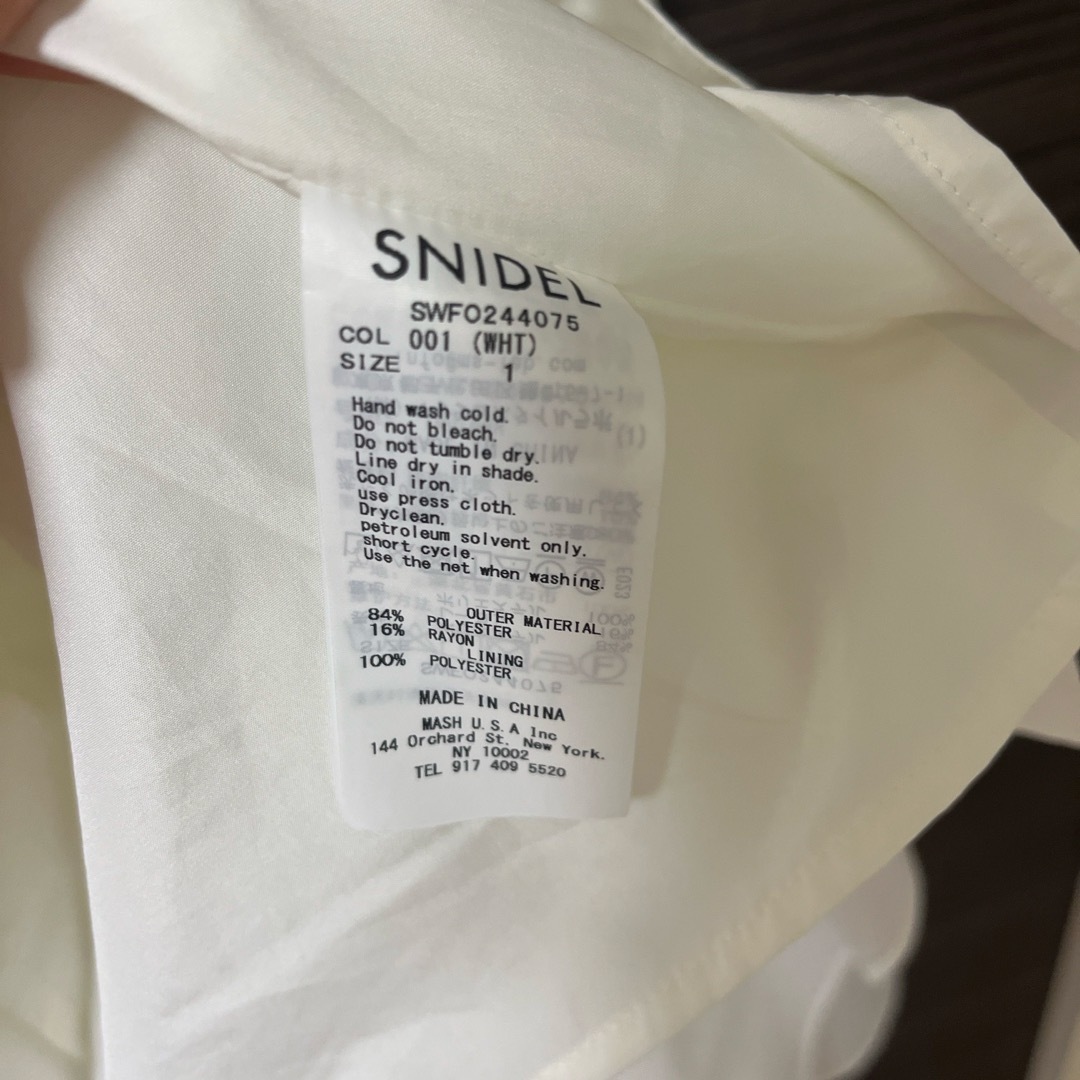 SNIDEL
SWFO244075
COL 001 (WHT)
SIZE 1
Hand wash cold.
Do not bleach.
Do not tumble dry.
Line dry in shade.
Cool iron.
use press cloth.
Dryclean.
petroleum solvent only.
short cycle.
Use the net when washing.
OUTER MATERIAL
84% POLYESTER
16% RAYON
LINING
100% POLYESTER
MADE IN CHINA
MASH U.S.A Inc
144 Orchard St. New York.
NY 10002
TEL 917 409 5520